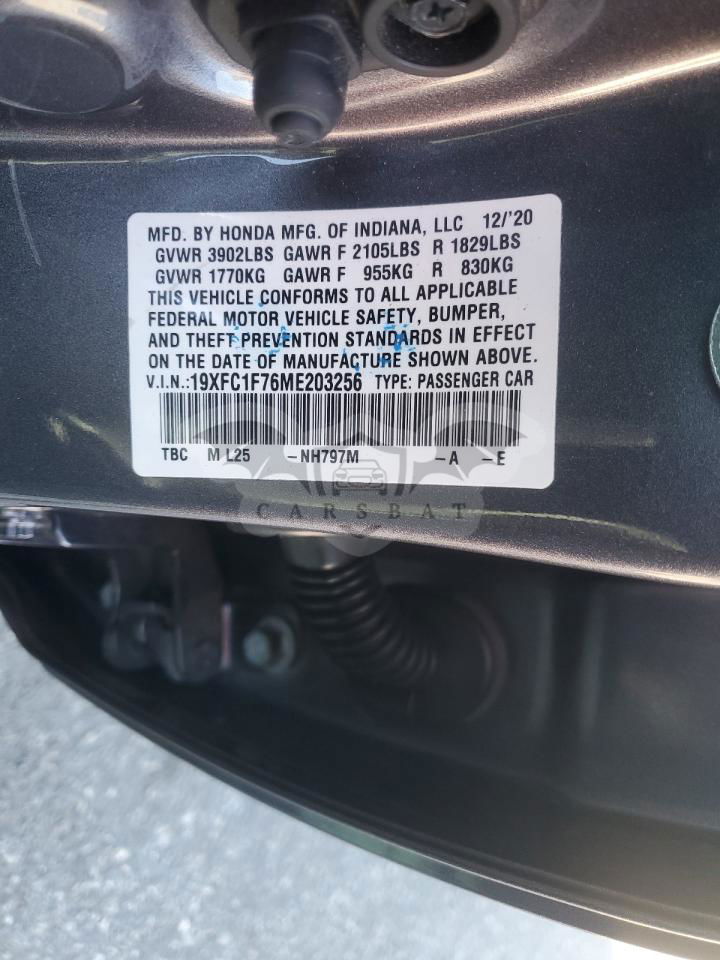 MFD. BY HONDA MFG. OF INDIANA, LLC 12/'20
GVWR 3902LBS GAWR F 2105LBS R 1829LBS
GVWR 1770KG GAWR F 955KG R 830KG
THIS VEHICLE CONFORMS TO ALL APPLICABLE
FEDERAL MOTOR VEHICLE SAFETY, BUMPER,
AND THEFT PREVENTION STANDARDS IN EFFECT
ON THE DATE OF MANUFACTURE SHOWN ABOVE.
V.I.N.:19XFC1F76ME203256 TYPE: PASSENGER CAR
TBC M L25 -NH797M -A -E
CARSBAT